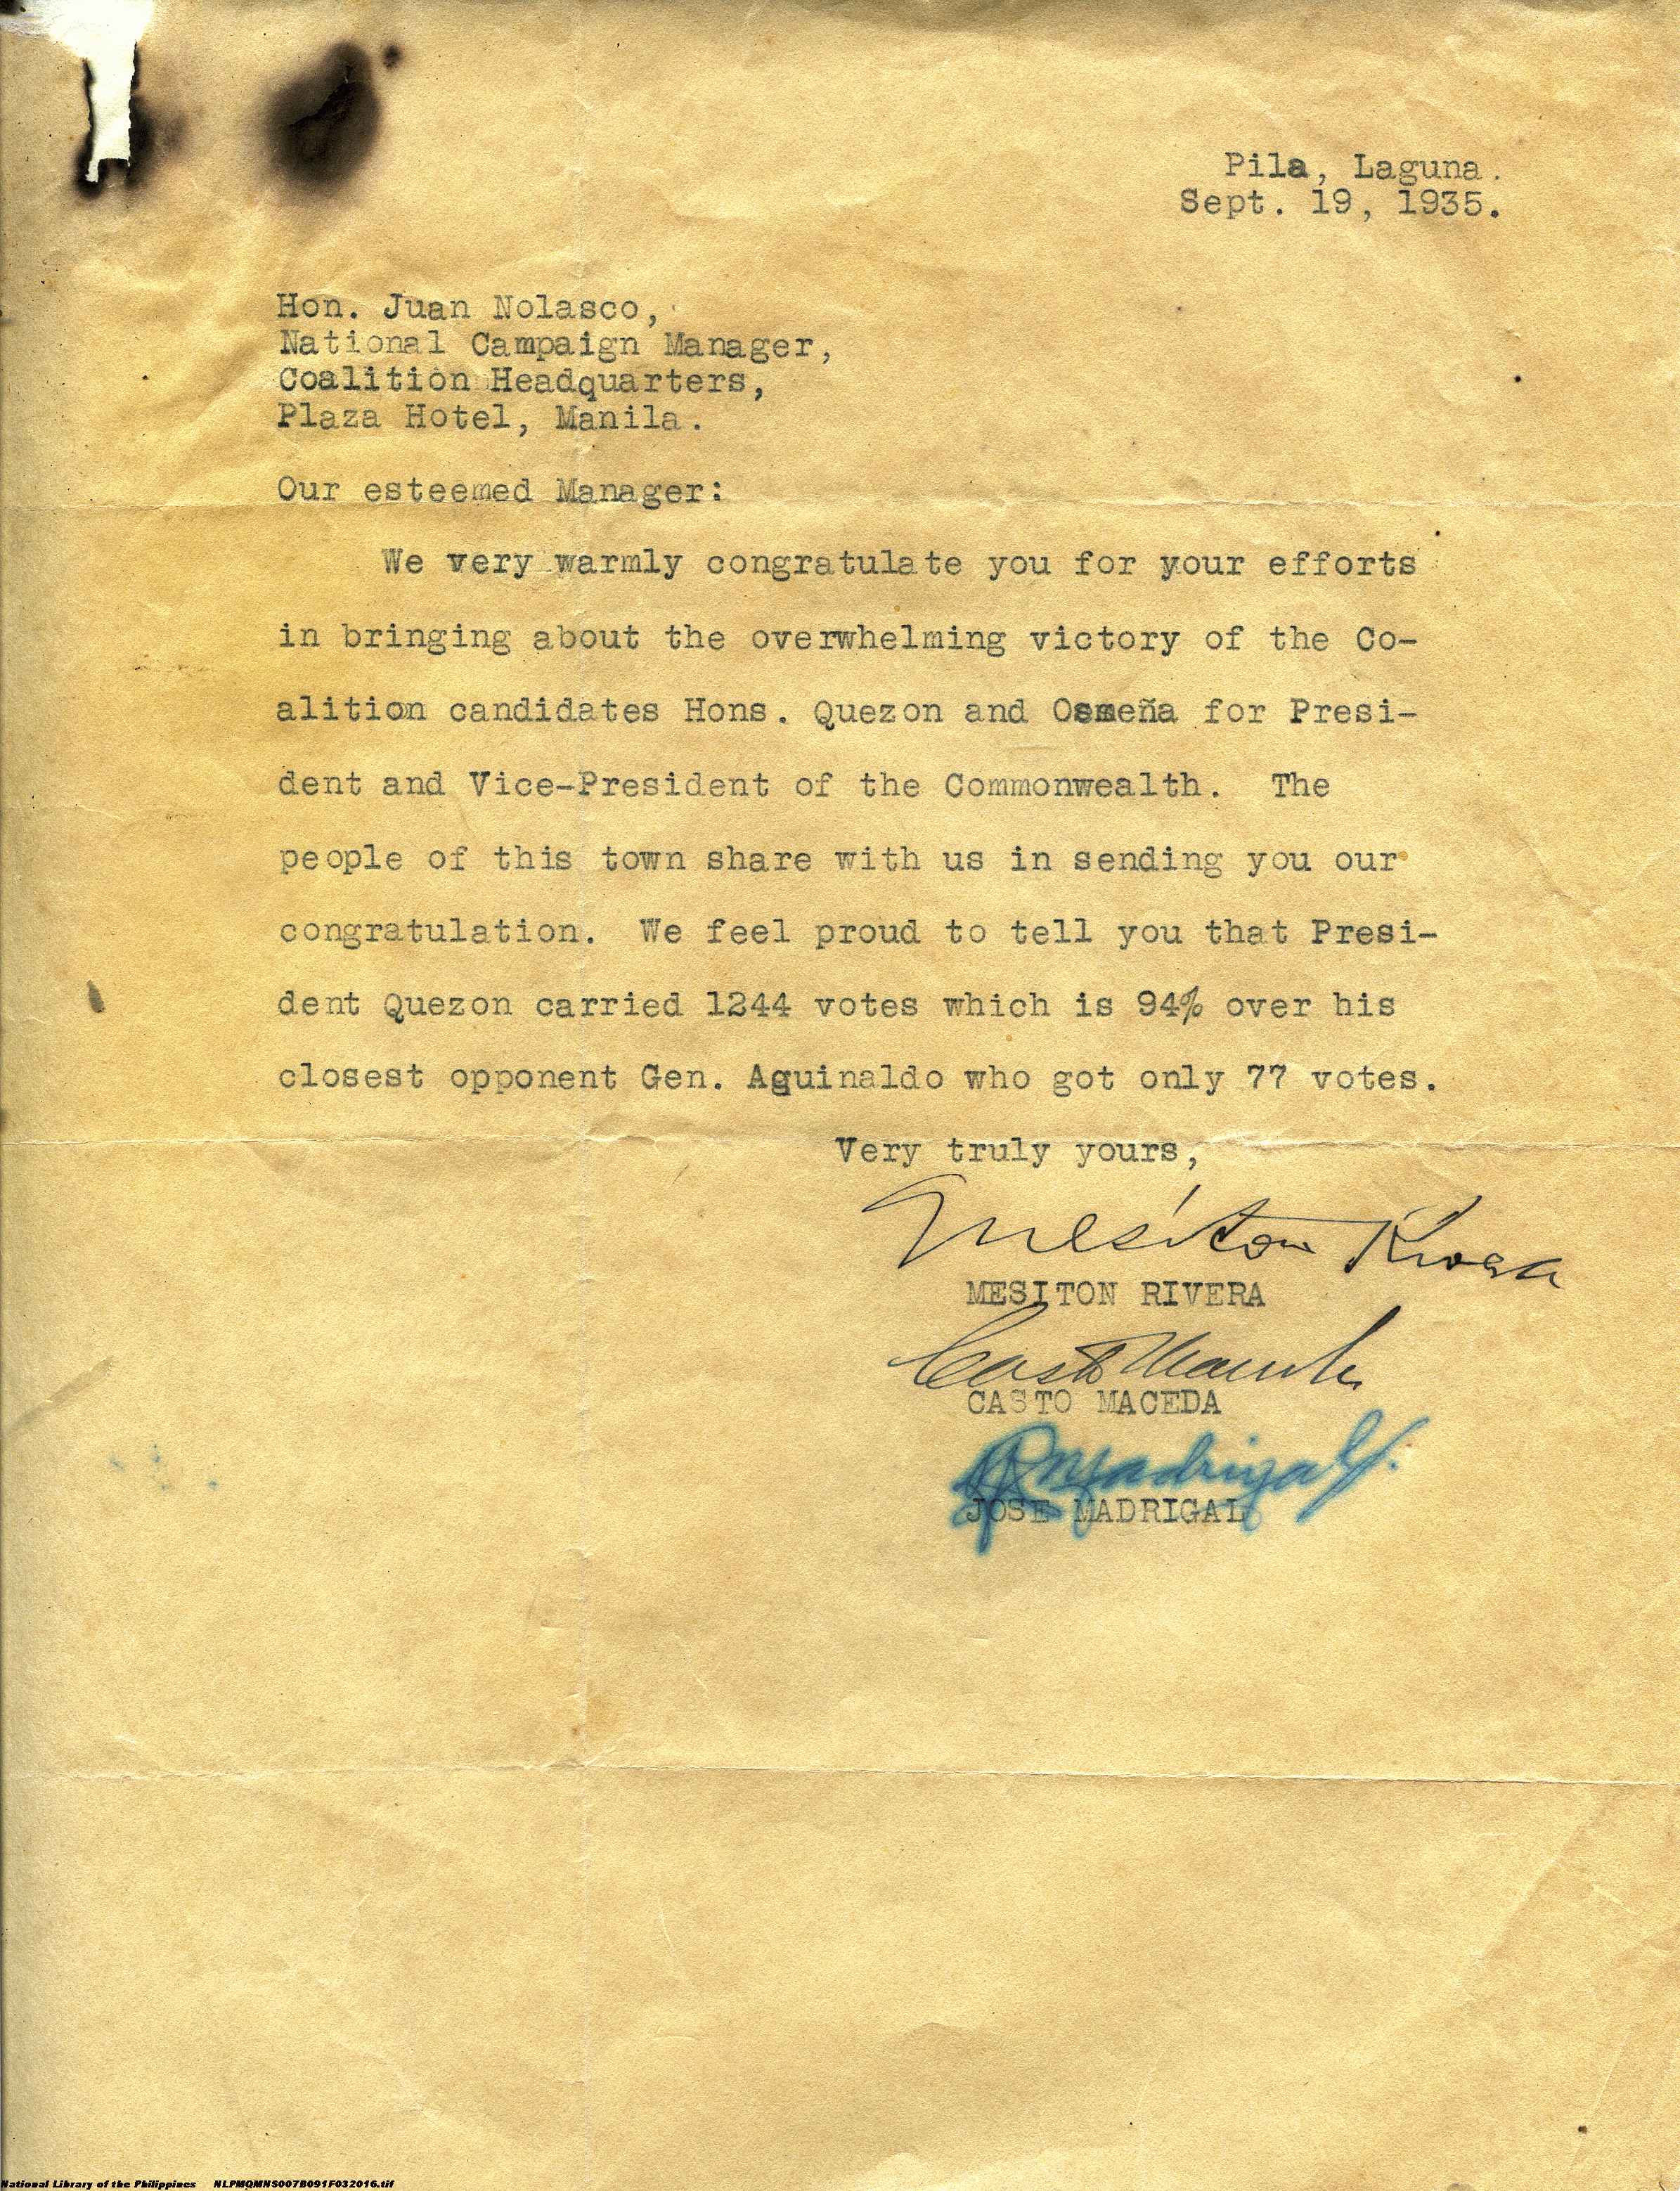 Pila, Laguna.
Sept. 19, 1935.
Hon. Juan Nolasco,
National Campaign Manager,
Coalition Headquarters,
Plaza Hotel, Manila.
Our esteemed Manager:
We very warmly congratulate you for your efforts
in bringing about the overwhelming victory of the Co-
alition candidates Hons. Quezon and Osmeña for Presi-
dent and Vice-President of the Commonwealth. The
people of this town share with us in sending you our
congratulation. We feel proud to tell you that Presi-
dent Quezon carried 1244 votes which is 94% over his
closest opponent Gen. Aguinaldo who got only 77 votes.
Very truly yours,
Mesiton Rivera
MESITON RIVERA
Casto Maceda
CASTO MACEDA
Madrigal
JOSE MADRIGAL
National Library of the Philippines NLPMQMNS007B091F032016.tif